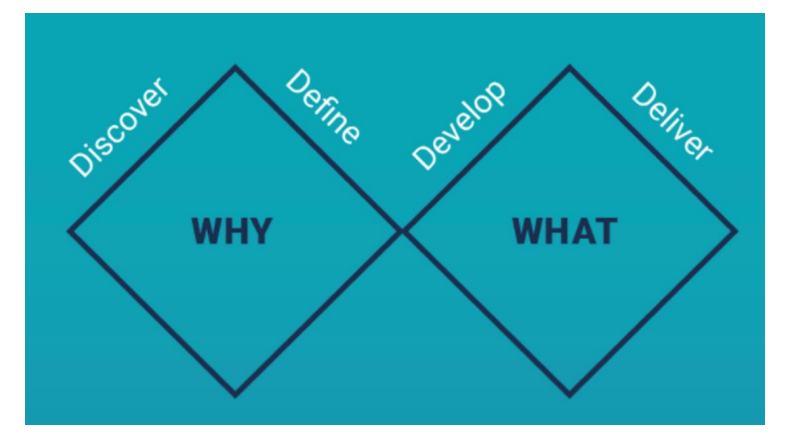 Discover
Define
Develop
Deliver
WHY
WHAT